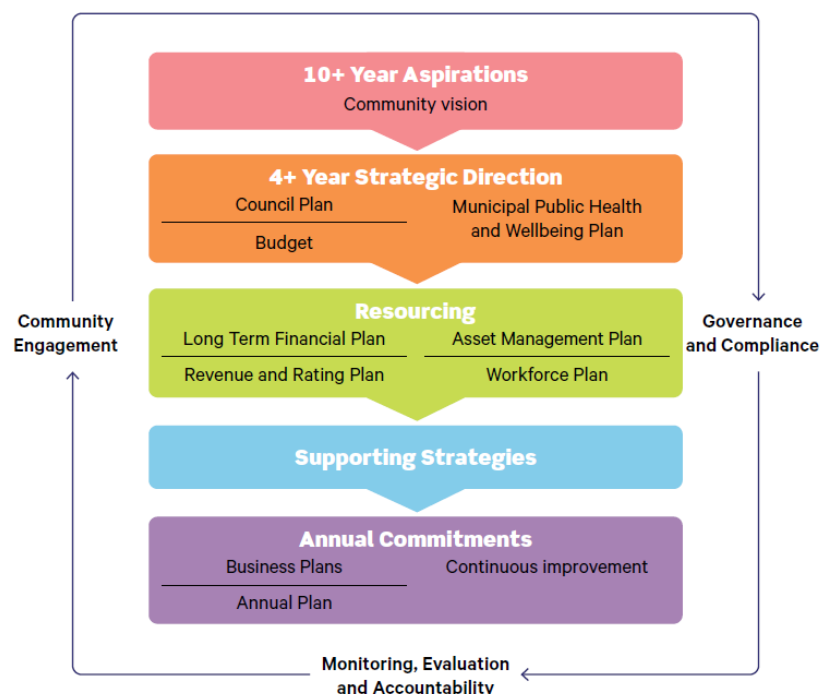 10+ Year Aspirations
Community vision
4+ Year Strategic Direction
Council Plan
Budget
Municipal Public Health
and Wellbeing Plan
Resourcing
Long Term Financial Plan
Asset Management Plan
Revenue and Rating Plan
Workforce Plan
Community
Engagement
Governance
and Compliance
Supporting Strategies
Annual Commitments
Business Plans
Continuous improvement
Annual Plan
Monitoring, Evaluation
and Accountability